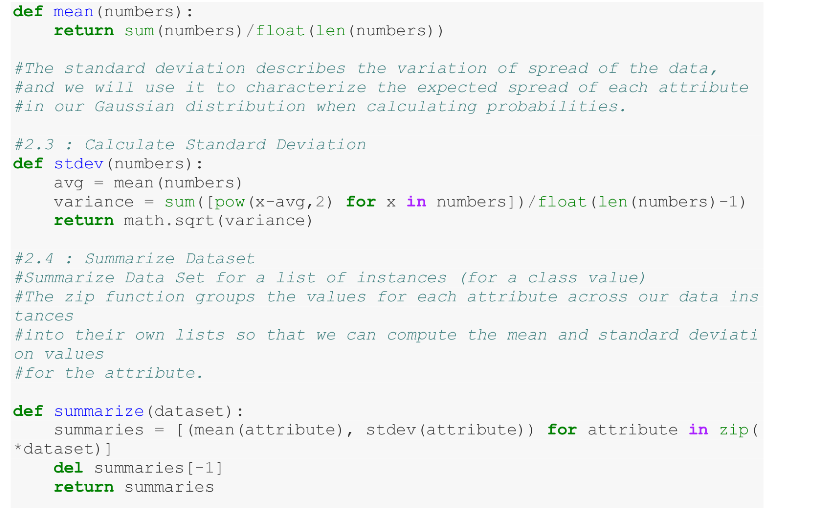 def mean(numbers):
    return sum(numbers)/float(len(numbers))

#The standard deviation describes the variation of spread of the data,
#and we will use it to characterize the expected spread of each attribute
#in our Gaussian distribution when calculating probabilities.

#2.3 : Calculate Standard Deviation
def stdev(numbers):
    avg = mean(numbers)
    variance = sum([pow(x-avg,2) for x in numbers])/float(len(numbers)-1)
    return math.sqrt(variance)

#2.4 : Summarize Dataset
#Summarize Data Set for a list of instances (for a class value)
#The zip function groups the values for each attribute across our data ins
tances
#into their own lists so that we can compute the mean and standard deviati
on values
#for the attribute.

def summarize(dataset):
    summaries = [(mean(attribute), stdev(attribute)) for attribute in zip(
*dataset)]
    del summaries[-1]
    return summaries